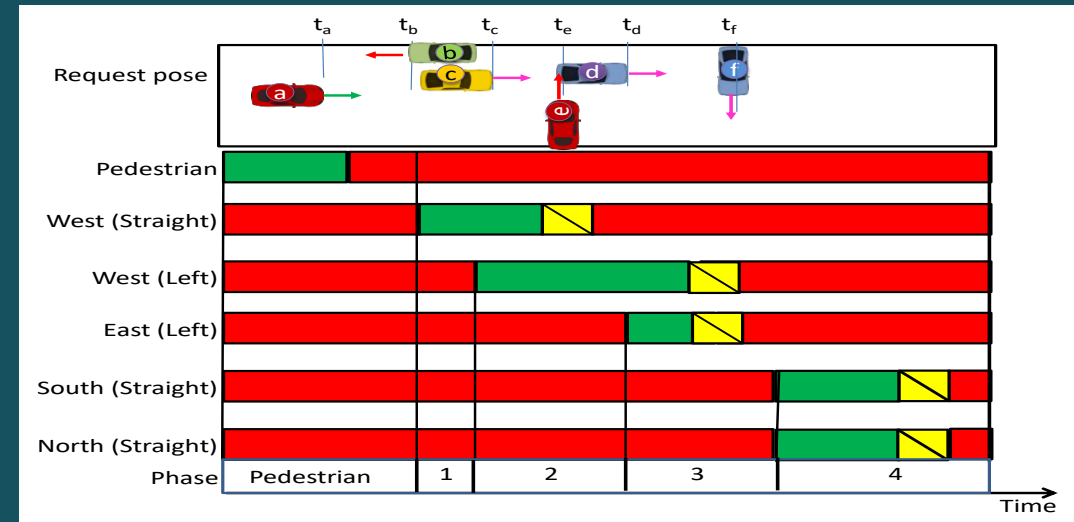 ta tb tc te td tf
Request pose
a b c d e f
Pedestrian
West (Straight)
West (Left)
East (Left)
South (Straight)
North (Straight)
Phase Pedestrian 1 2 3 4
Time